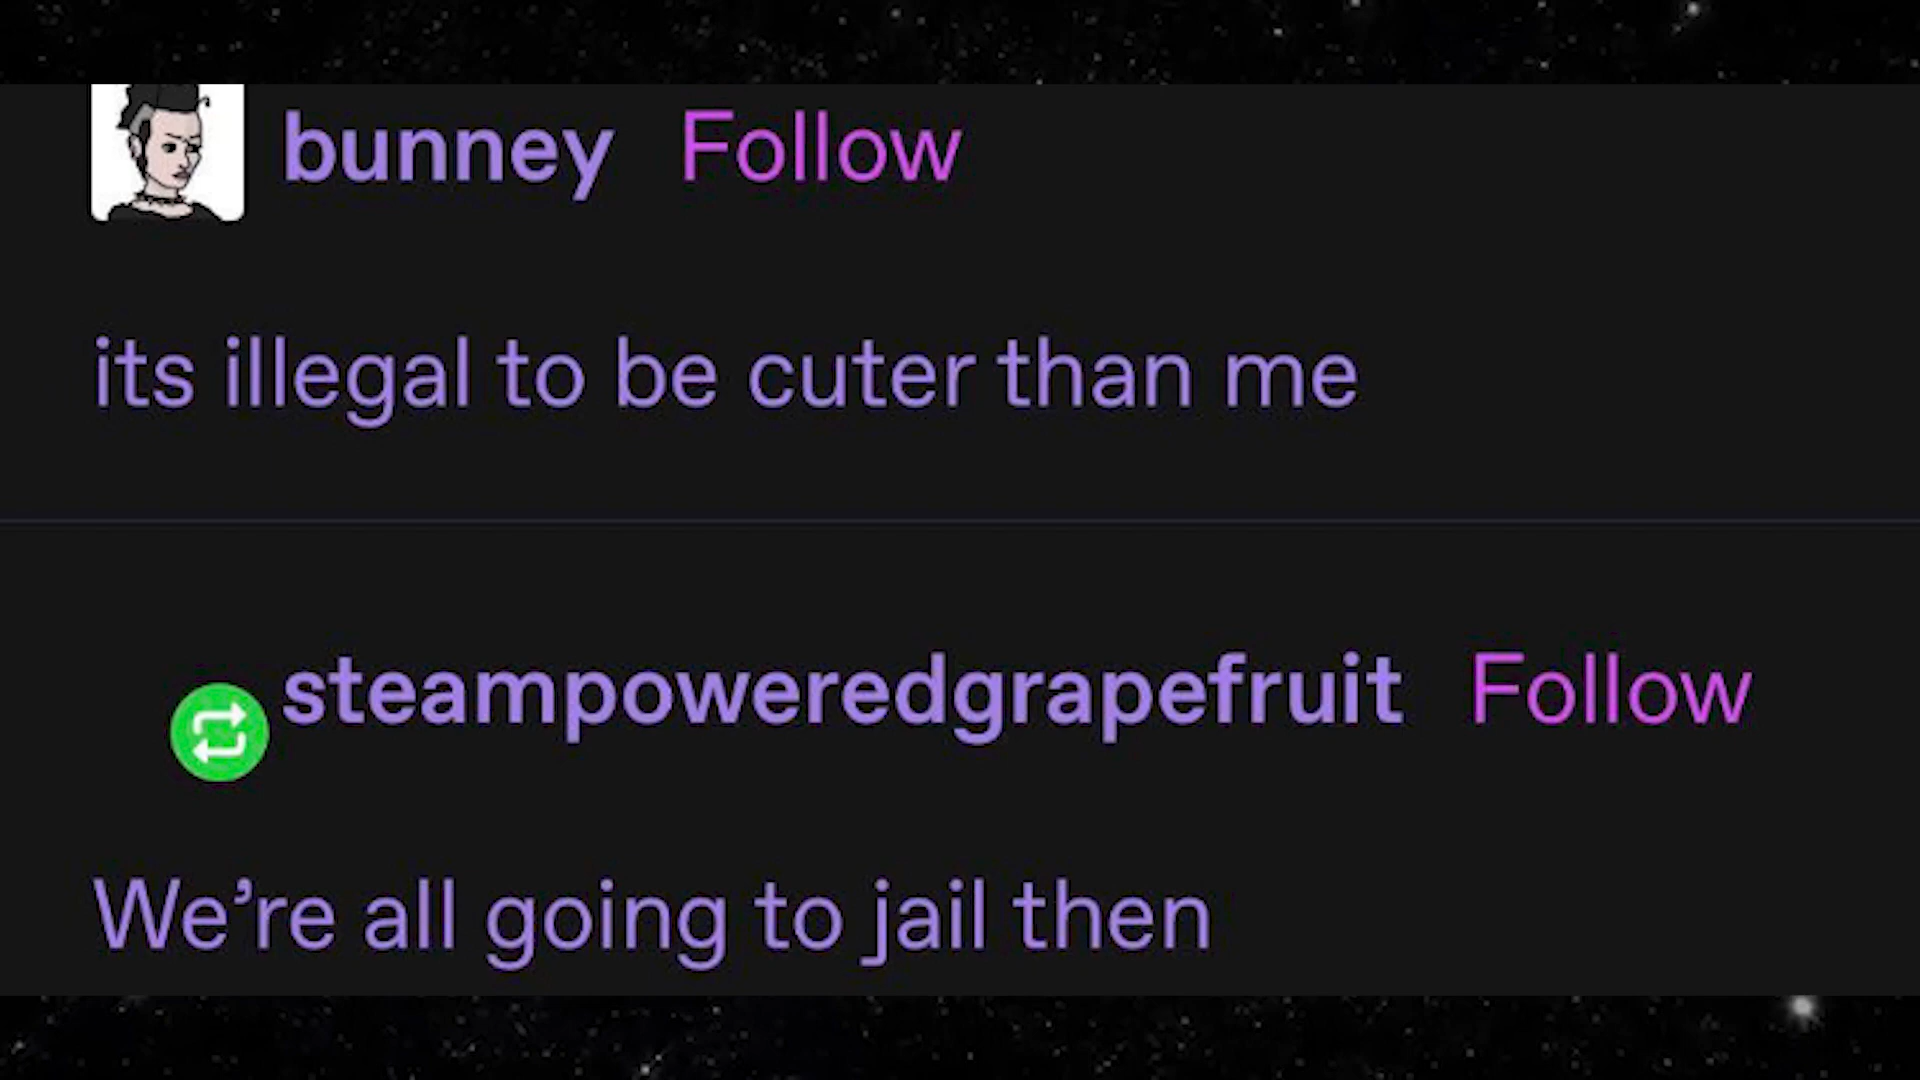 bunney Follow
its illegal to be cuter than me
steampoweredgrapefruit Follow
We’re all going to jail then